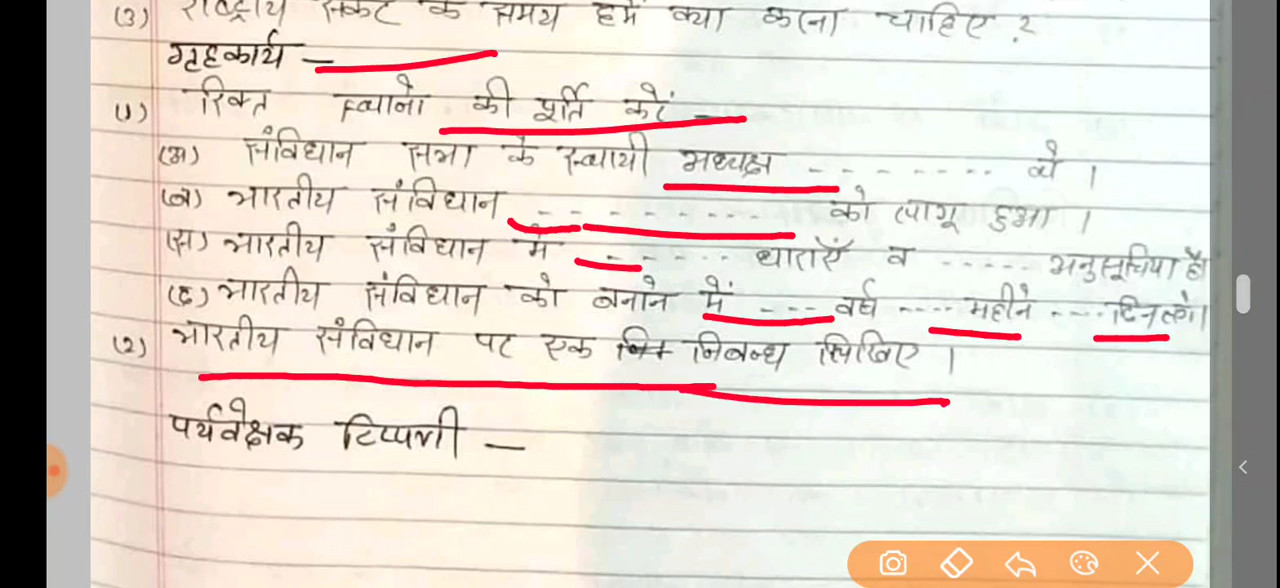 (3) राष्ट्रीय संकट के समय हमें क्या करना चाहिए ?
गृहकार्य -
(1) रिक्त स्थानो की पूर्ति करें -
(अ) संविधान सभा के स्थायी अध्यक्ष - - - - - - - - थे ।
(ब) भारतीय संविधान - - - - - - - - को लागू हुआ ।
(स) भारतीय संविधान मे - - - - - - धाराएँ व - - - - - अनुसूचिया है।
(द) भारतीय संविधान को बनाने में - - - - वर्ष - - - - महीने - - - - दिन लगे।
(2) भारतीय संविधान पर एक निबन्ध लिखिए ।
पर्यवेक्षक टिप्पणी -